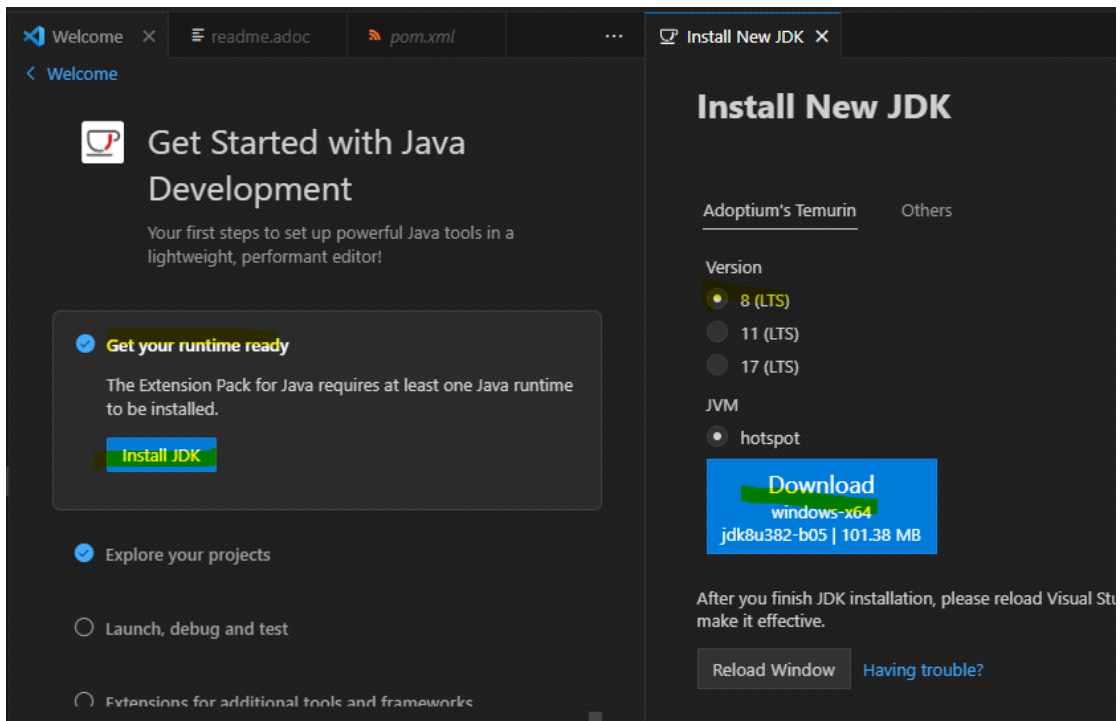 Welcome
readme.adoc
pom.xml
...
Install New JDK
Welcome
Get Started with Java
Development
Your first steps to set up powerful Java tools in a
lightweight, performant editor!
Get your runtime ready
The Extension Pack for Java requires at least one Java runtime
to be installed.
Install JDK
Explore your projects
Launch, debug and test
Extensions for additional tools and frameworks
Install New JDK
Adoptium's Temurin
Others
Version
8 (LTS)
11 (LTS)
17 (LTS)
JVM
hotspot
Download
windows-x64
jdk8u382-b05 | 101.38 MB
After you finish JDK installation, please reload Visual Stu
make it effective.
Reload Window
Having trouble?